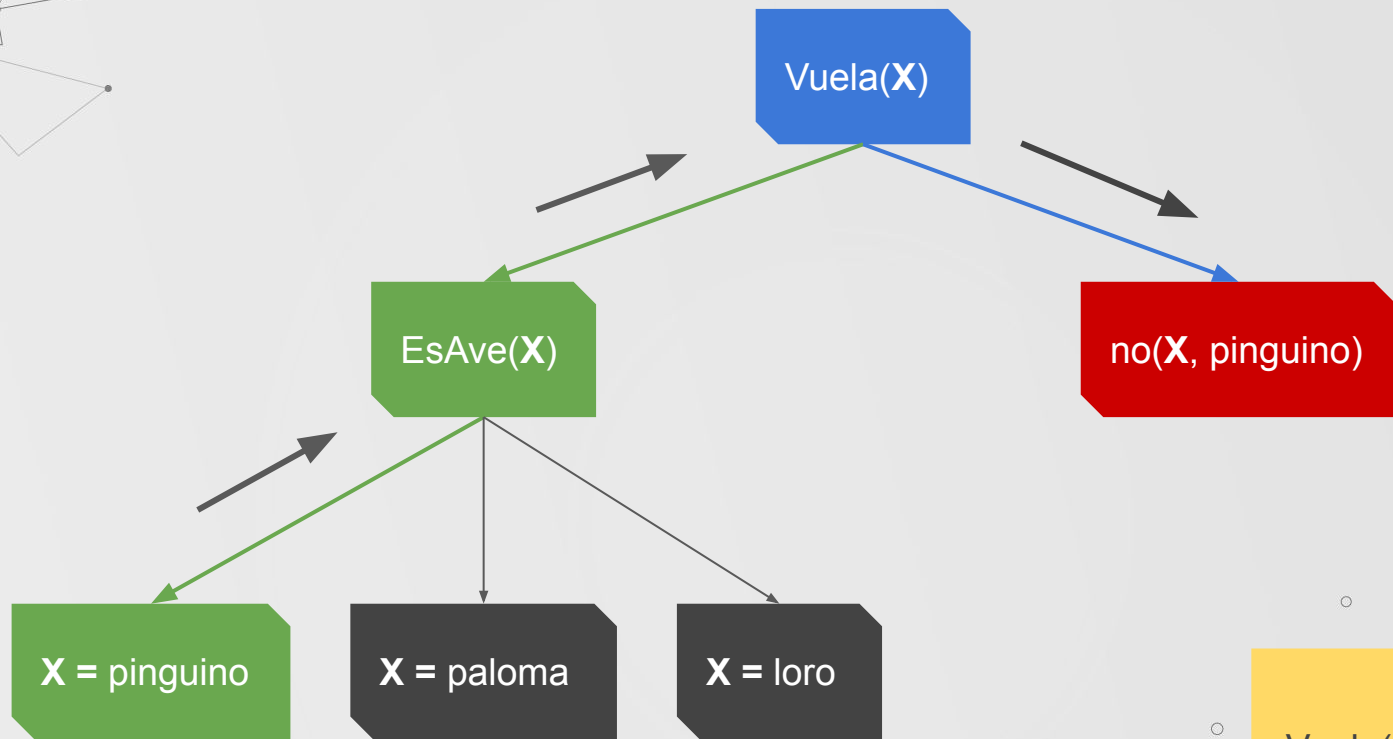 Vuela(X)
EsAve(X)
no(X, pinguino)
X = pinguino
X = paloma
X = loro